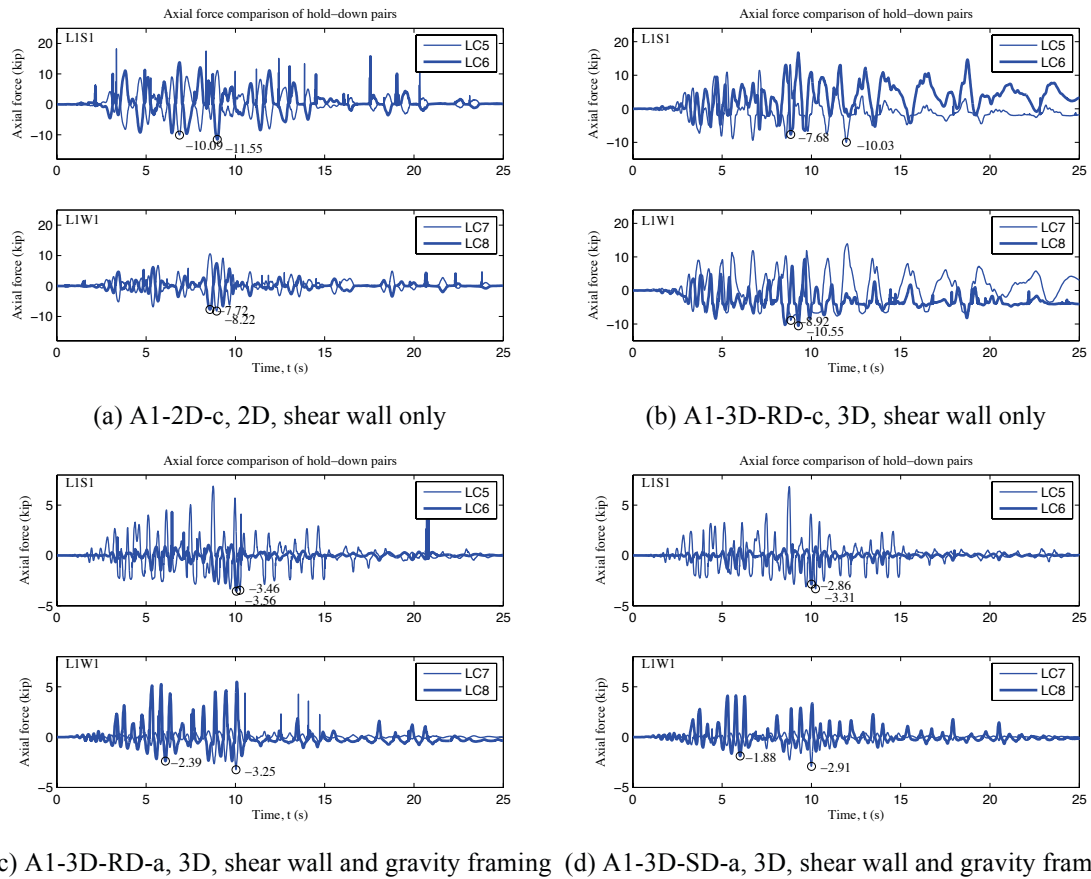 Axial force comparison of hold−down pairs
L1S1
LC5
LC6
Axial force (kip)
20
10
0
−10
−10.09
−11.55
0 5 10 15 20 25
L1W1
LC7
LC8
Axial force (kip)
20
10
0
−10
−7.72
−8.22
0 5 10 15 20 25
Time, t (s)
(a) A1-2D-c, 2D, shear wall only
Axial force comparison of hold−down pairs
L1S1
LC5
LC6
Axial force (kip)
20
10
0
−10
−7.68
−10.03
0 5 10 15 20 25
L1W1
LC7
LC8
Axial force (kip)
20
10
0
−10
−8.92
−10.55
0 5 10 15 20 25
Time, t (s)
(b) A1-3D-RD-c, 3D, shear wall only
Axial force comparison of hold−down pairs
L1S1
LC5
LC6
Axial force (kip)
5
0
−5
−3.46
−3.56
0 5 10 15 20 25
L1W1
LC7
LC8
Axial force (kip)
5
0
−5
−2.39
−3.25
0 5 10 15 20 25
Time, t (s)
c) A1-3D-RD-a, 3D, shear wall and gravity framing
Axial force comparison of hold−down pairs
L1S1
LC5
LC6
Axial force (kip)
5
0
−5
−2.86
−3.31
0 5 10 15 20 25
L1W1
LC7
LC8
Axial force (kip)
5
0
−5
−1.88
−2.91
0 5 10 15 20 25
Time, t (s)
(d) A1-3D-SD-a, 3D, shear wall and gravity fram